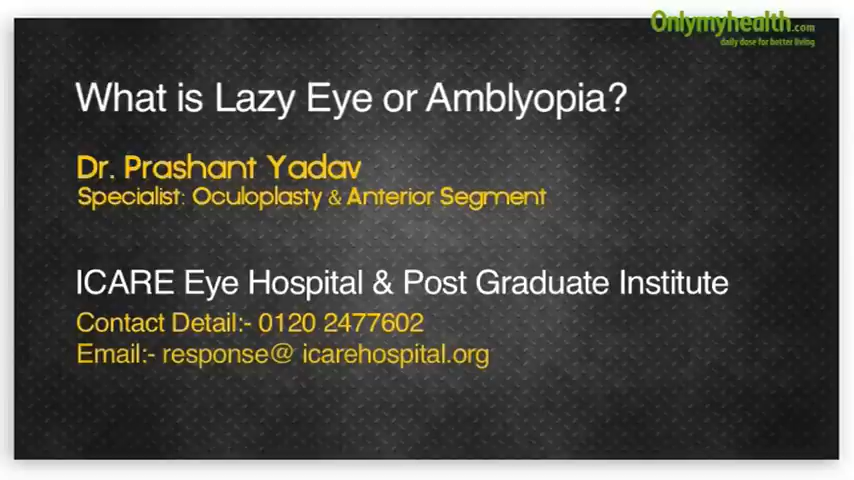 Onlymyhealth.com
daily dose for better living
What is Lazy Eye or Amblyopia?
Dr. Prashant Yadav
Specialist: Oculoplasty & Anterior Segment
ICARE Eye Hospital & Post Graduate Institute
Contact Detail:- 0120 2477602
Email:- response@ icarehospital.org